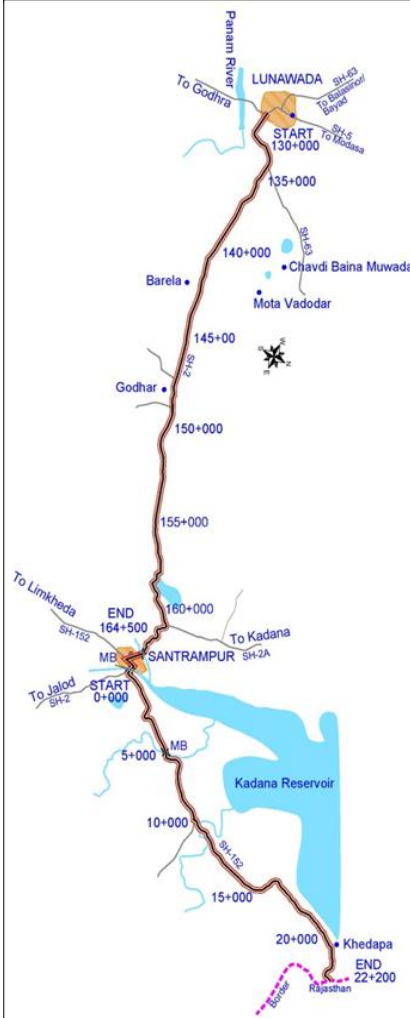 Panam River
LUNAWADA
SH-63
To Balasinor/
Bayad
To Godhra
START
130+000
SH-5
To Modasa
135+000
SH-63
140+000
Chavdi Baina Muwada
Barela
Mota Vadodar
W
N
S
E
145+00
SH-2
Godhar
150+000
155+000
To Limkheda
SH-152
END
164+500
160+000
To Kadana
SH-2A
MB
SANTRAMPUR
To Jalod
SH-2
START
0+000
MB
5+000
Kadana Reservoir
10+000
SH-152
15+000
20+000
Khedapa
END
22+200
Rajasthan
Border